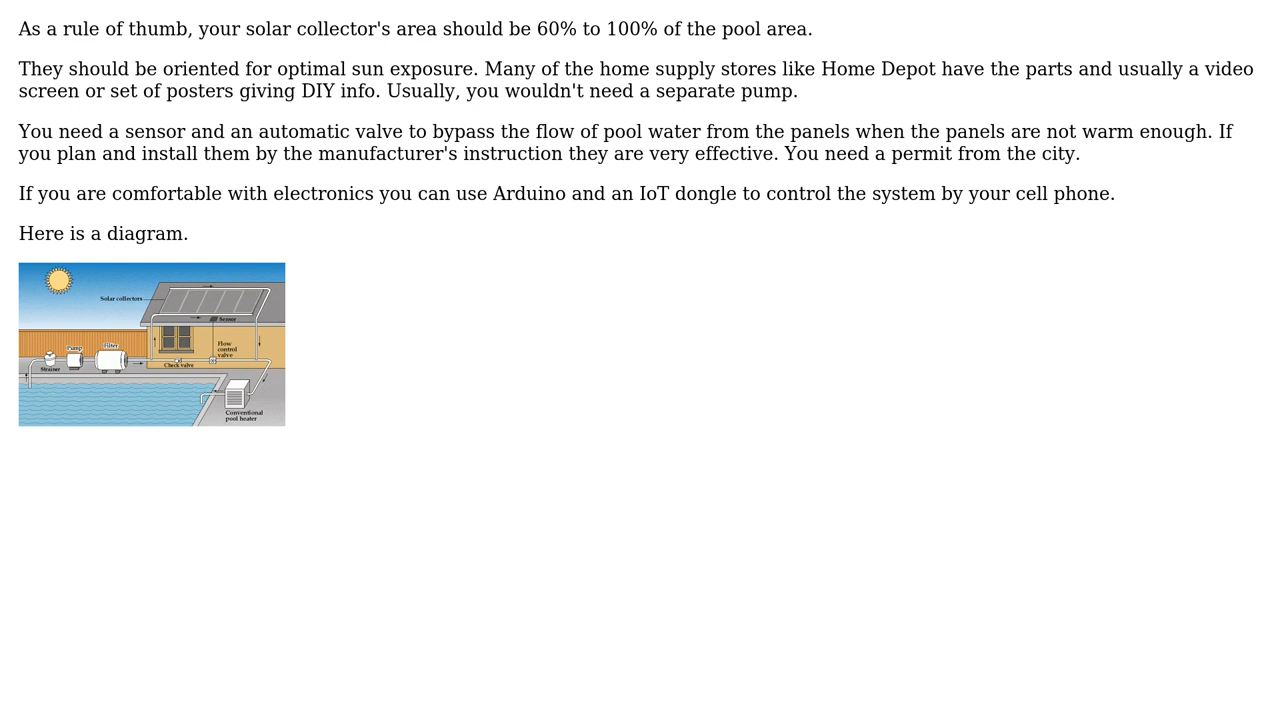 As a rule of thumb, your solar collector's area should be 60% to 100% of the pool area.
They should be oriented for optimal sun exposure. Many of the home supply stores like Home Depot have the parts and usually a video
screen or set of posters giving DIY info. Usually, you wouldn't need a separate pump.
You need a sensor and an automatic valve to bypass the flow of pool water from the panels when the panels are not warm enough. If
you plan and install them by the manufacturer's instruction they are very effective. You need a permit from the city.
If you are comfortable with electronics you can use Arduino and an IoT dongle to control the system by your cell phone.
Here is a diagram.
Solar collectors
Sensor
Flow
control
valve
Pump
Filter
Strainer
Check valve
Conventional
pool heater